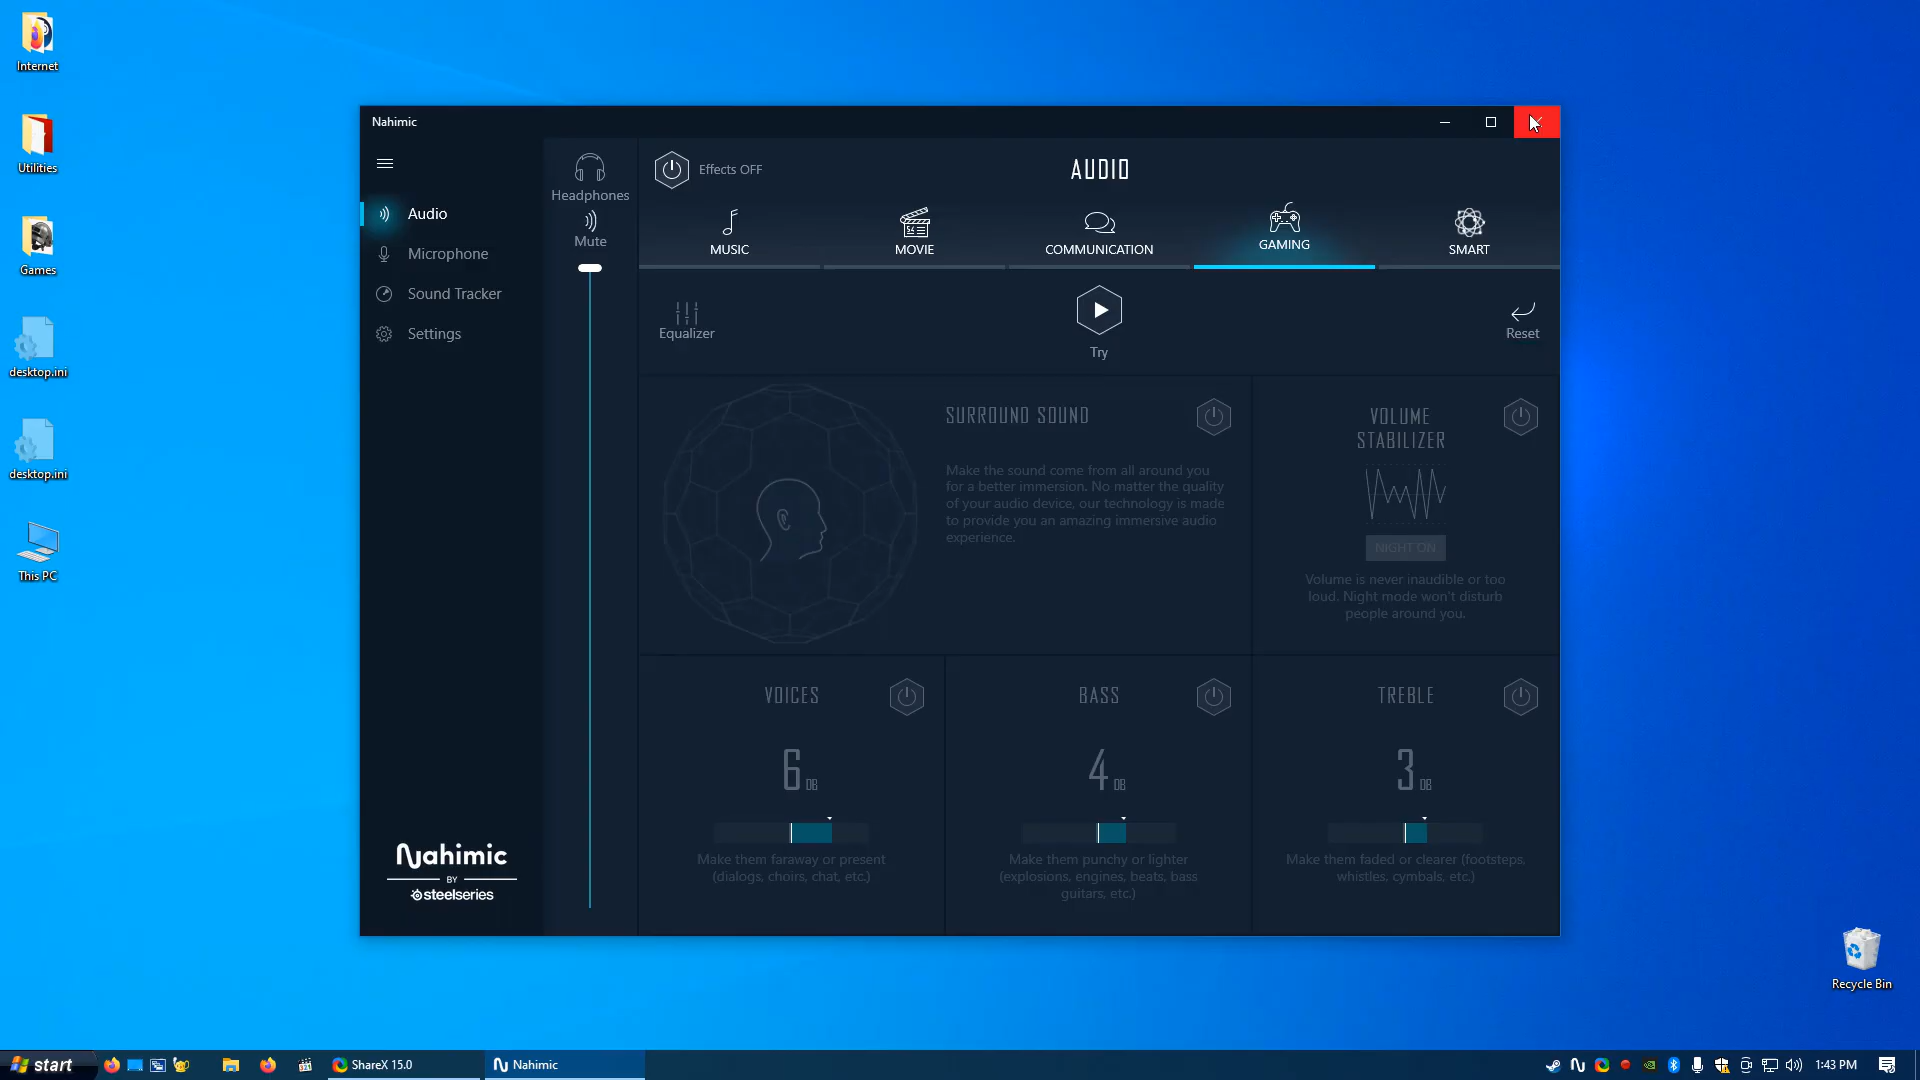 Internet
Utilities
Games
desktop.ini
desktop.ini
This PC
Recycle Bin
Nahimic
Audio
Microphone
Sound Tracker
Settings
Nahimic
BY
steelseries
Headphones
Mute
Effects OFF
AUDIO
MUSIC
MOVIE
COMMUNICATION
GAMING
SMART
Equalizer
Try
Reset
SURROUND SOUND
Make the sound come from all around you
for a better immersion. No matter the quality
of your audio device, our technology is made
to provide you an amazing immersive audio
experience.
VOLUME
STABILIZER
NIGHT ON
Volume is never inaudible or too
loud. Night mode won't disturb
people around you.
VOICES
6 DB
Make them faraway or present
(dialogs, choirs, chat, etc.)
BASS
4 DB
Make them punchy or lighter
(explosions, engines, beats, bass
guitars, etc.)
TREBLE
3 DB
Make them faded or clearer (footsteps,
whistles, cymbals, etc.)
start
ShareX 15.0
Nahimic
1:43 PM